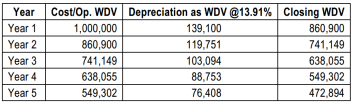 Year Cost/Op. WDV Depreciation as WDV @13.91% Closing WDV
Year 1 1,000,000 139,100 860,900
Year 2 860,900 119,751 741,149
Year 3 741,149 103,094 638,055
Year 4 638,055 88,753 549,302
Year 5 549,302 76,408 472,894